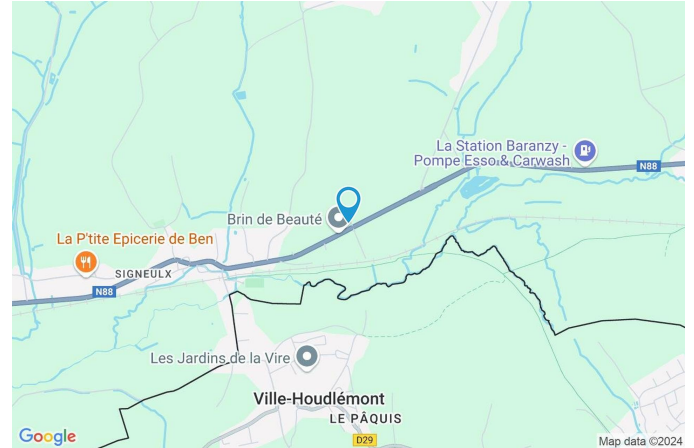 La Station Baranzy -
Pompe Esso & Carwash
N88
Brin de Beauté
La P'tite Epicerie de Ben
SIGNEULX
N88
Les Jardins de la Vire
Ville-Houdlémont
LE PÂQUIS
D29
Google
Map data ©2024